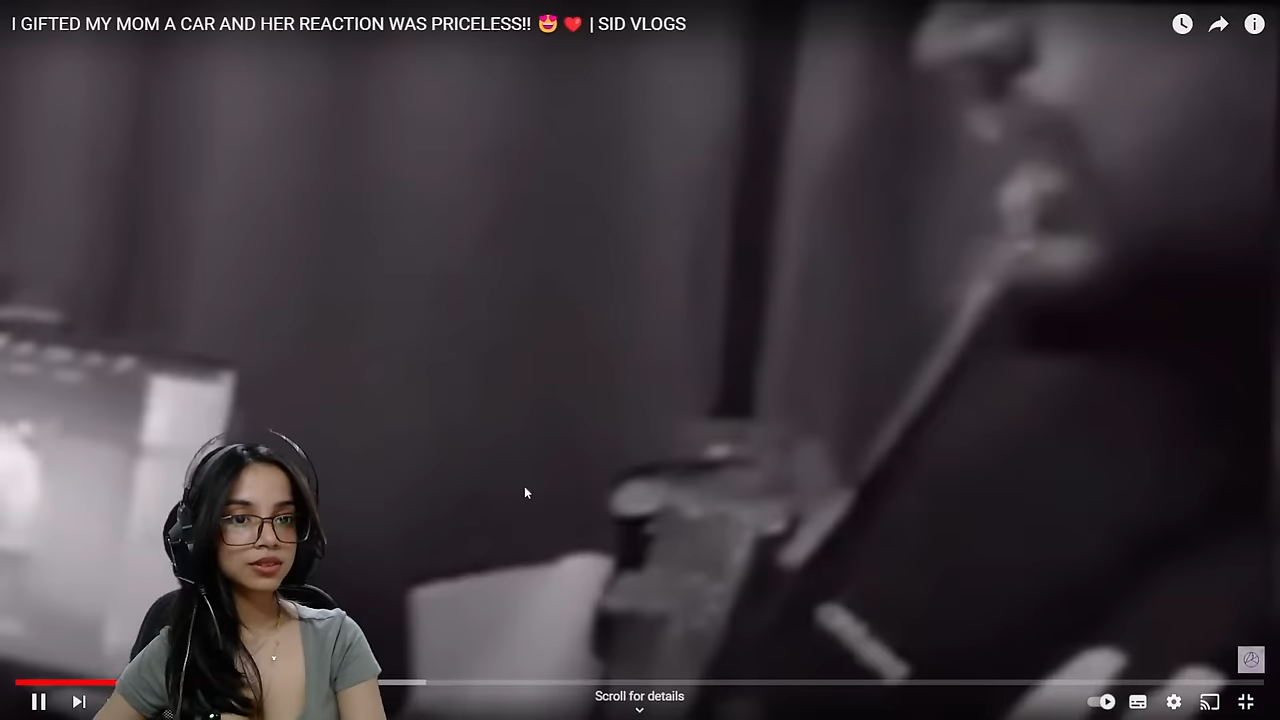 I GIFTED MY MOM A CAR AND HER REACTION WAS PRICELESS!! 😍 ❤️ | SID VLOGS
Scroll for details